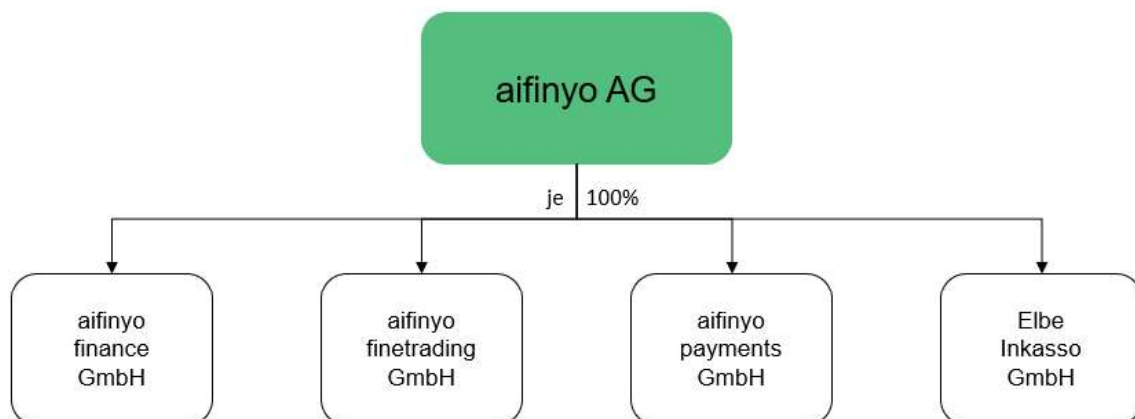 aifinyo AG
je 100%
aifinyo
finance
GmbH
aifinyo
finetrading
GmbH
aifinyo
payments
GmbH
Elbe
Inkasso
GmbH